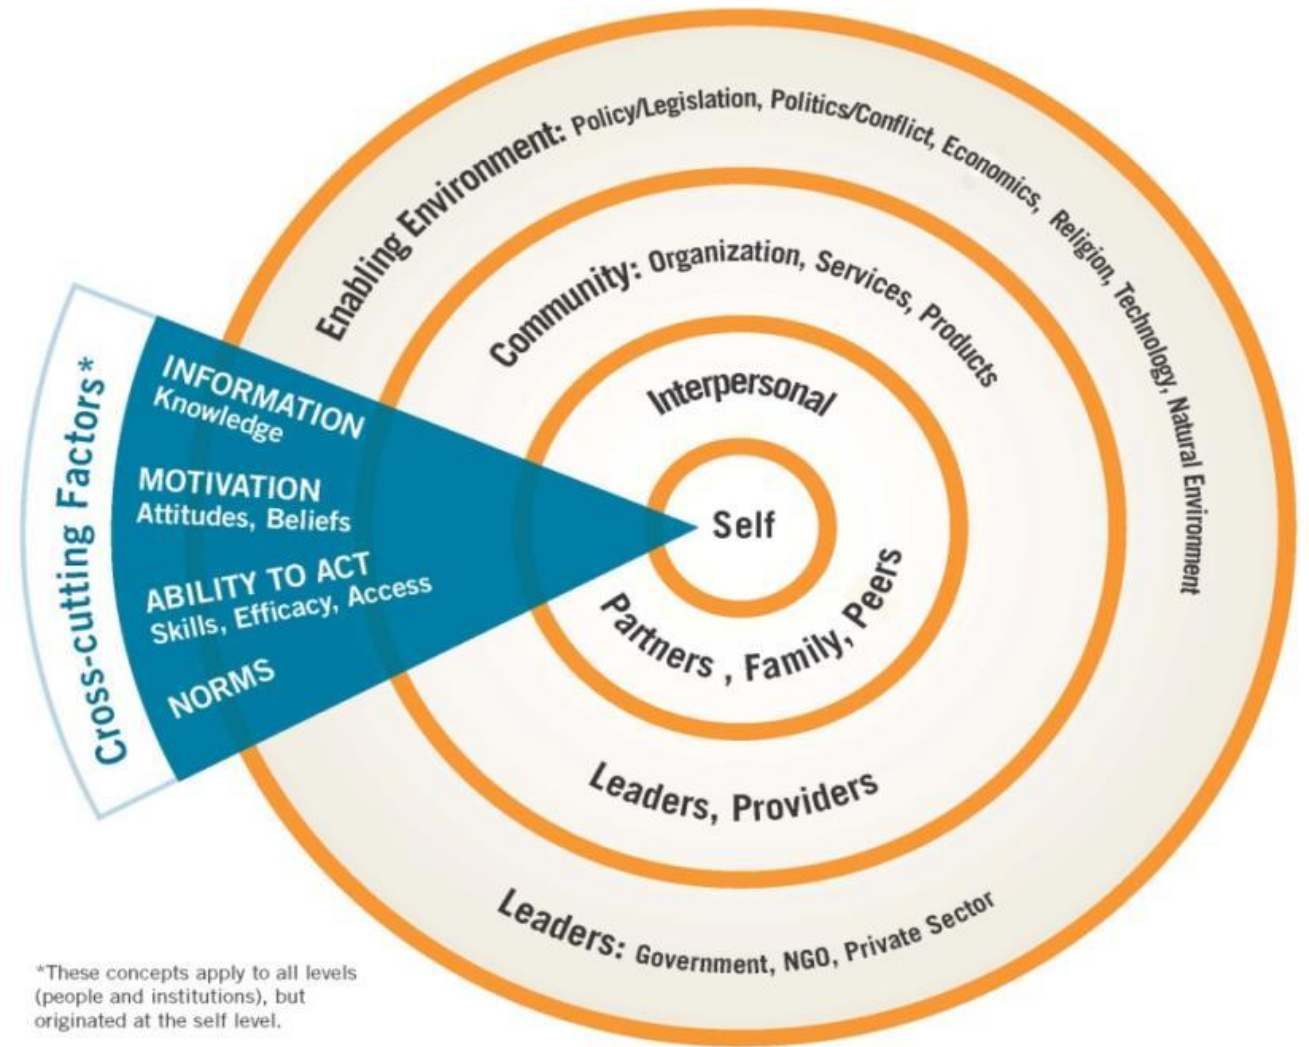 Enabling Environment: Policy/Legislation, Politics/Conflict, Economics, Religion, Technology, Natural Environment
Community: Organization, Services, Products
Interpersonal
Self
Partners , Family, Peers
Leaders, Providers
Leaders: Government, NGO, Private Sector
Cross-cutting Factors*
INFORMATION
Knowledge
MOTIVATION
Attitudes, Beliefs
ABILITY TO ACT
Skills, Efficacy, Access
NORMS
*These concepts apply to all levels
(people and institutions), but
originated at the self level.